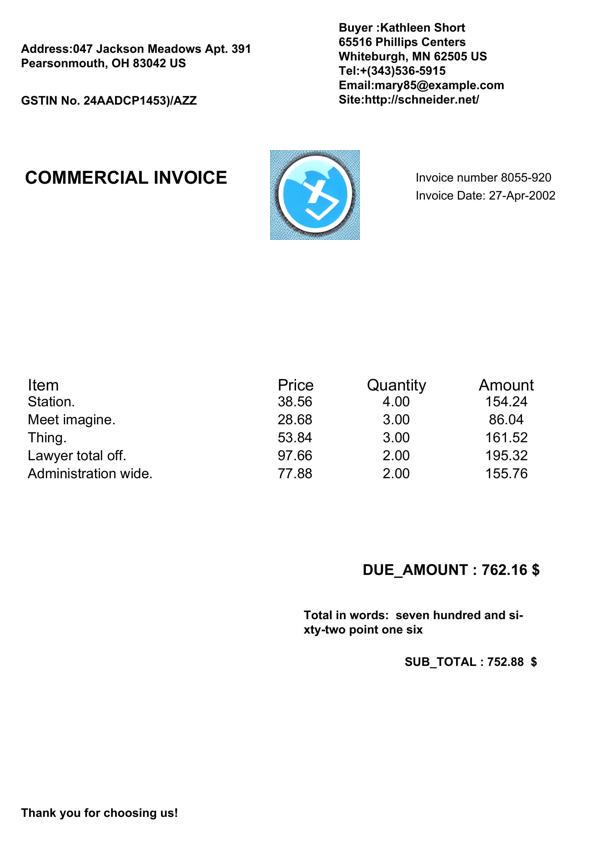 Address:047 Jackson Meadows Apt. 391
Pearsonmouth, OH 83042 US
GSTIN No. 24AADCP1453)/AZZ
Buyer :Kathleen Short
65516 Phillips Centers
Whiteburgh, MN 62505 US
Tel:+(343)536-5915
Email:mary85@example.com
Site:http://schneider.net/
COMMERCIAL INVOICE
Invoice number 8055-920
Invoice Date: 27-Apr-2002
Item Price Quantity Amount
Station. 38.56 4.00 154.24
Meet imagine. 28.68 3.00 86.04
Thing. 53.84 3.00 161.52
Lawyer total off. 97.66 2.00 195.32
Administration wide. 77.88 2.00 155.76
DUE_AMOUNT : 762.16 $
Total in words:  seven hundred and si-
xty-two point one six
SUB_TOTAL : 752.88  $
Thank you for choosing us!